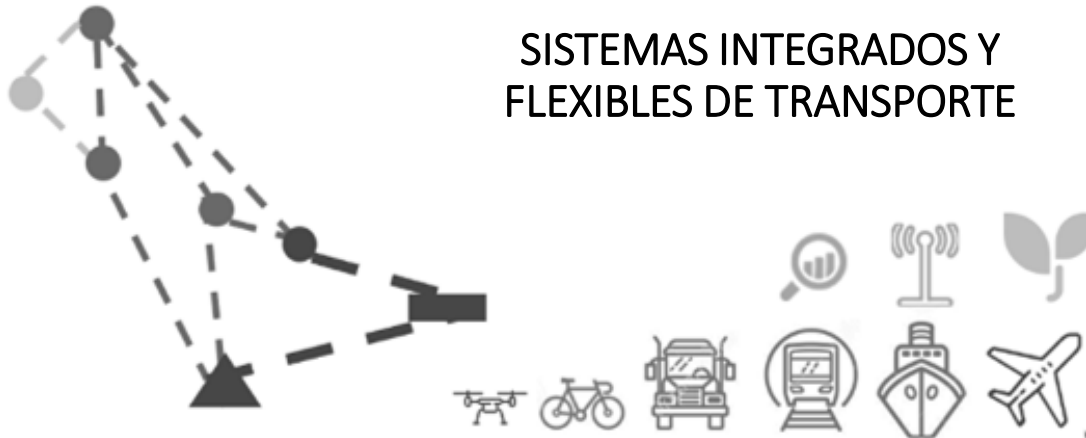 SISTEMAS INTEGRADOS Y
FLEXIBLES DE TRANSPORTE